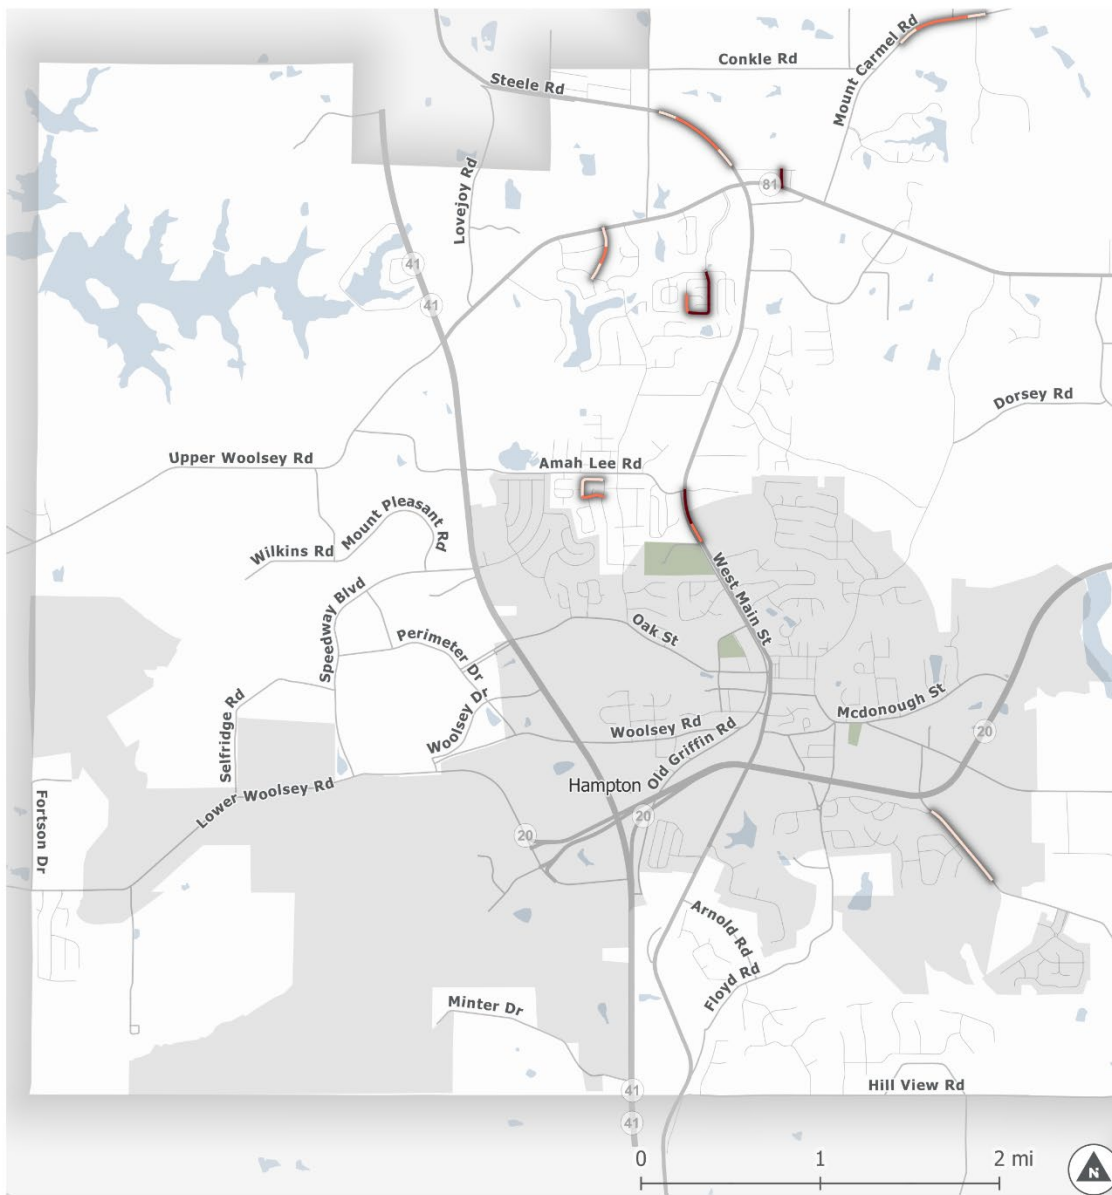 Conkle Rd
Mount Carmel Rd
Steele Rd
Lovejoy Rd
81
41
41
Dorsey Rd
Upper Woolsey Rd
Amah Lee Rd
Mount Pleasant Rd
Wilkins Rd
West Main St
Speedway Blvd
Oak St
Perimeter Dr
Selfridge Rd
Woolsey Dr
Woolsey Rd
Mcdonough St
Old Griffin Rd
20
Hampton
Lower Woolsey Rd
Fortson Dr
20
20
Arnold Rd
Floyd Rd
Minter Dr
Hill View Rd
41
41
0 1 2 mi
N